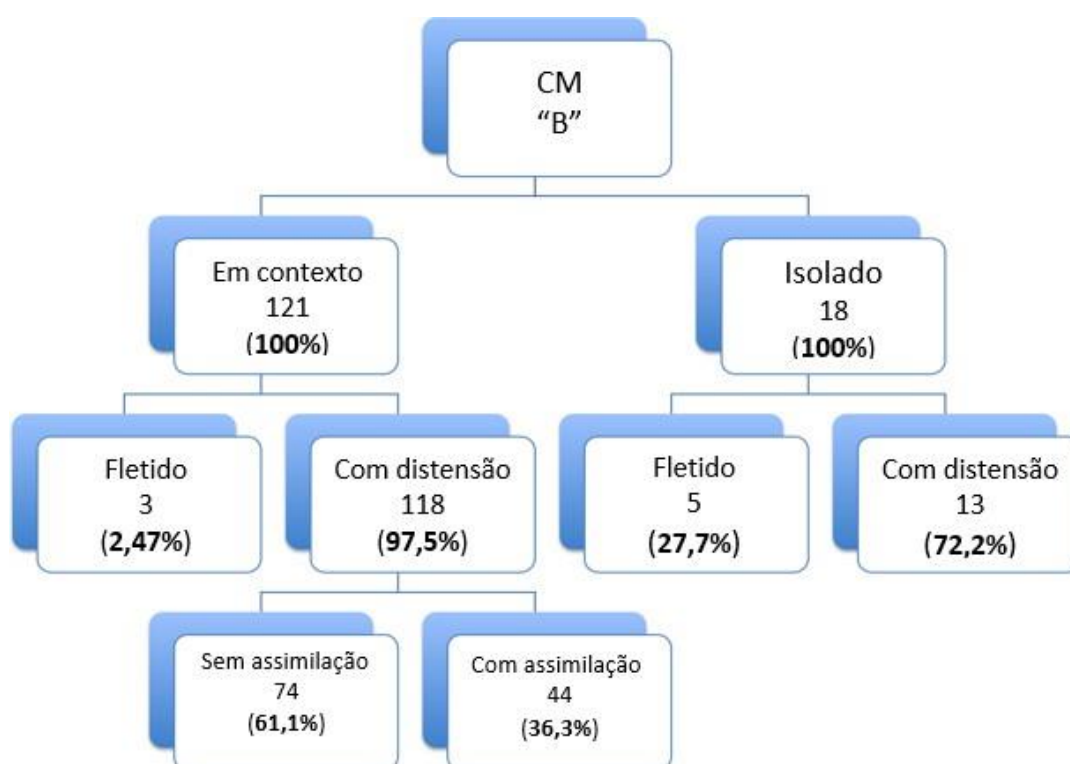 CM
“B”
Em contexto
121
(100%)
Isolado
18
(100%)
Fletido
3
(2,47%)
Com distensão
118
(97,5%)
Fletido
5
(27,7%)
Com distensão
13
(72,2%)
Sem assimilação
74
(61,1%)
Com assimilação
44
(36,3%)